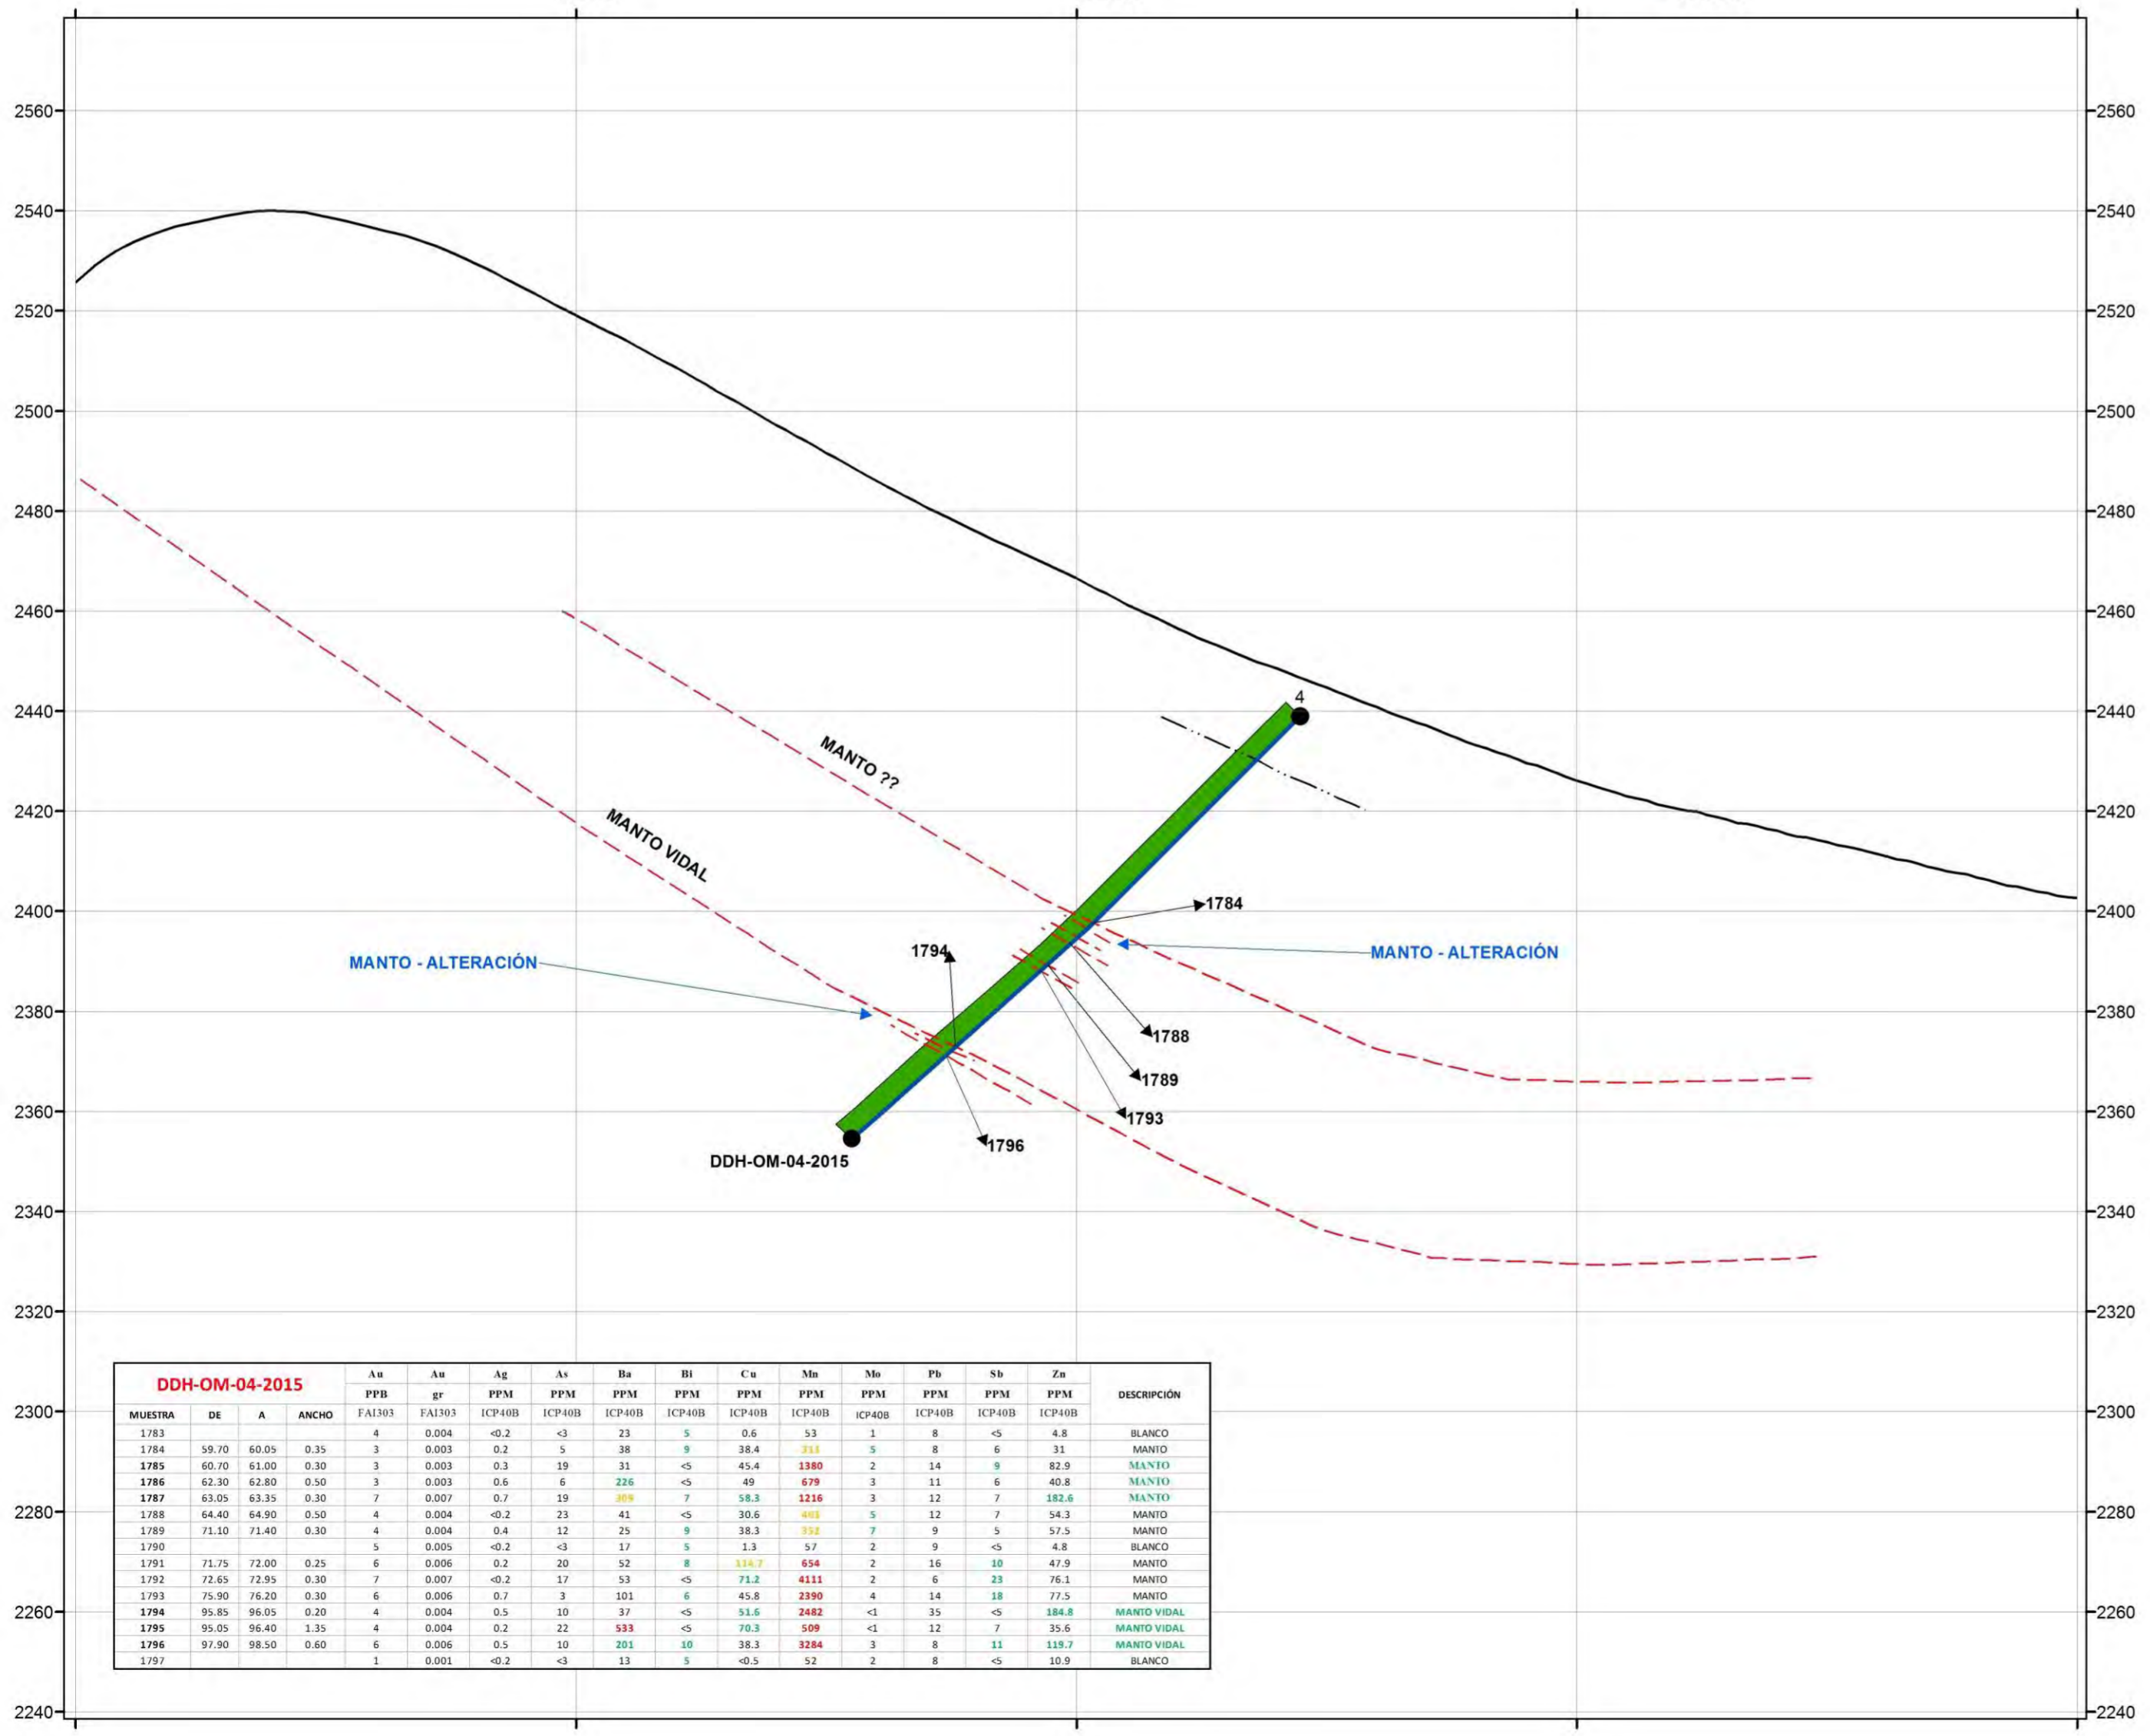 2560 2560
2540 2540
2520 2520
2500 2500
2480 2480
2460 2460
4
2440 2440
MANTO ??
2420 2420
MANTO VIDAL
1784
2400 2400
1794
MANTO - ALTERACIÓN MANTO - ALTERACIÓN
2380 2380
1788
1789
2360 2360
1793
1796
DDH-OM-04-2015
2340 2340
2320 2320
2300 2300
2280 2280
2260 2260
2240 2240
DDH-OM-04-2015 Au Au Ag As Ba Bi Cu Mn Mo Pb Sb Zn DESCRIPCIÓN
PPB gr PPM PPM PPM PPM PPM PPM PPM PPM PPM PPM
MUESTRA DE A ANCHO FAI303 FAI303 ICP40B ICP40B ICP40B ICP40B ICP40B ICP40B ICP40B ICP40B ICP40B ICP40B
1783 4 0.004 <0.2 <3 23 5 0.6 53 1 8 <5 4.8 BLANCO
1784 59.70 60.05 0.35 3 0.003 0.2 5 38 9 38.4 5 8 6 31 MANTO
1785 60.70 61.00 0.30 3 0.003 0.3 19 31 <5 45.4 1380 2 14 9 82.9 MANTO
1786 62.30 62.80 0.50 3 0.003 0.6 6 226 <5 49 679 3 11 6 40.8 MANTO
1787 63.05 63.35 0.30 7 0.007 0.7 19 309 7 58.3 1216 3 12 7 182.6 MANTO
1788 64.40 64.90 0.50 4 0.004 <0.2 23 41 <5 30.6 5 12 7 54.3 MANTO
1789 71.10 71.40 0.30 4 0.004 0.4 12 25 9 38.3 352 7 9 5 57.5 MANTO
1790 5 0.005 <0.2 <3 17 5 1.3 57 2 9 <5 4.8 BLANCO
1791 71.75 72.00 0.25 6 0.006 0.2 20 52 8 114.7 654 2 16 10 47.9 MANTO
1792 72.65 72.95 0.30 7 0.007 <0.2 17 53 <5 71.2 4111 2 6 23 76.1 MANTO
1793 75.90 76.20 0.30 6 0.006 0.7 3 101 6 45.8 2390 4 14 18 77.5 MANTO
1794 95.85 96.05 0.20 4 0.004 0.5 10 37 <5 51.6 2482 <1 35 <5 184.8 MANTO VIDAL
1795 95.05 96.40 1.35 4 0.004 0.2 22 533 <5 70.3 509 <1 12 7 35.6 MANTO VIDAL
1796 97.90 98.50 0.60 6 0.006 0.5 10 201 10 38.3 3284 3 8 11 119.7 MANTO VIDAL
1797 1 0.001 <0.2 <3 13 5 <0.5 52 2 8 <5 10.9 BLANCO